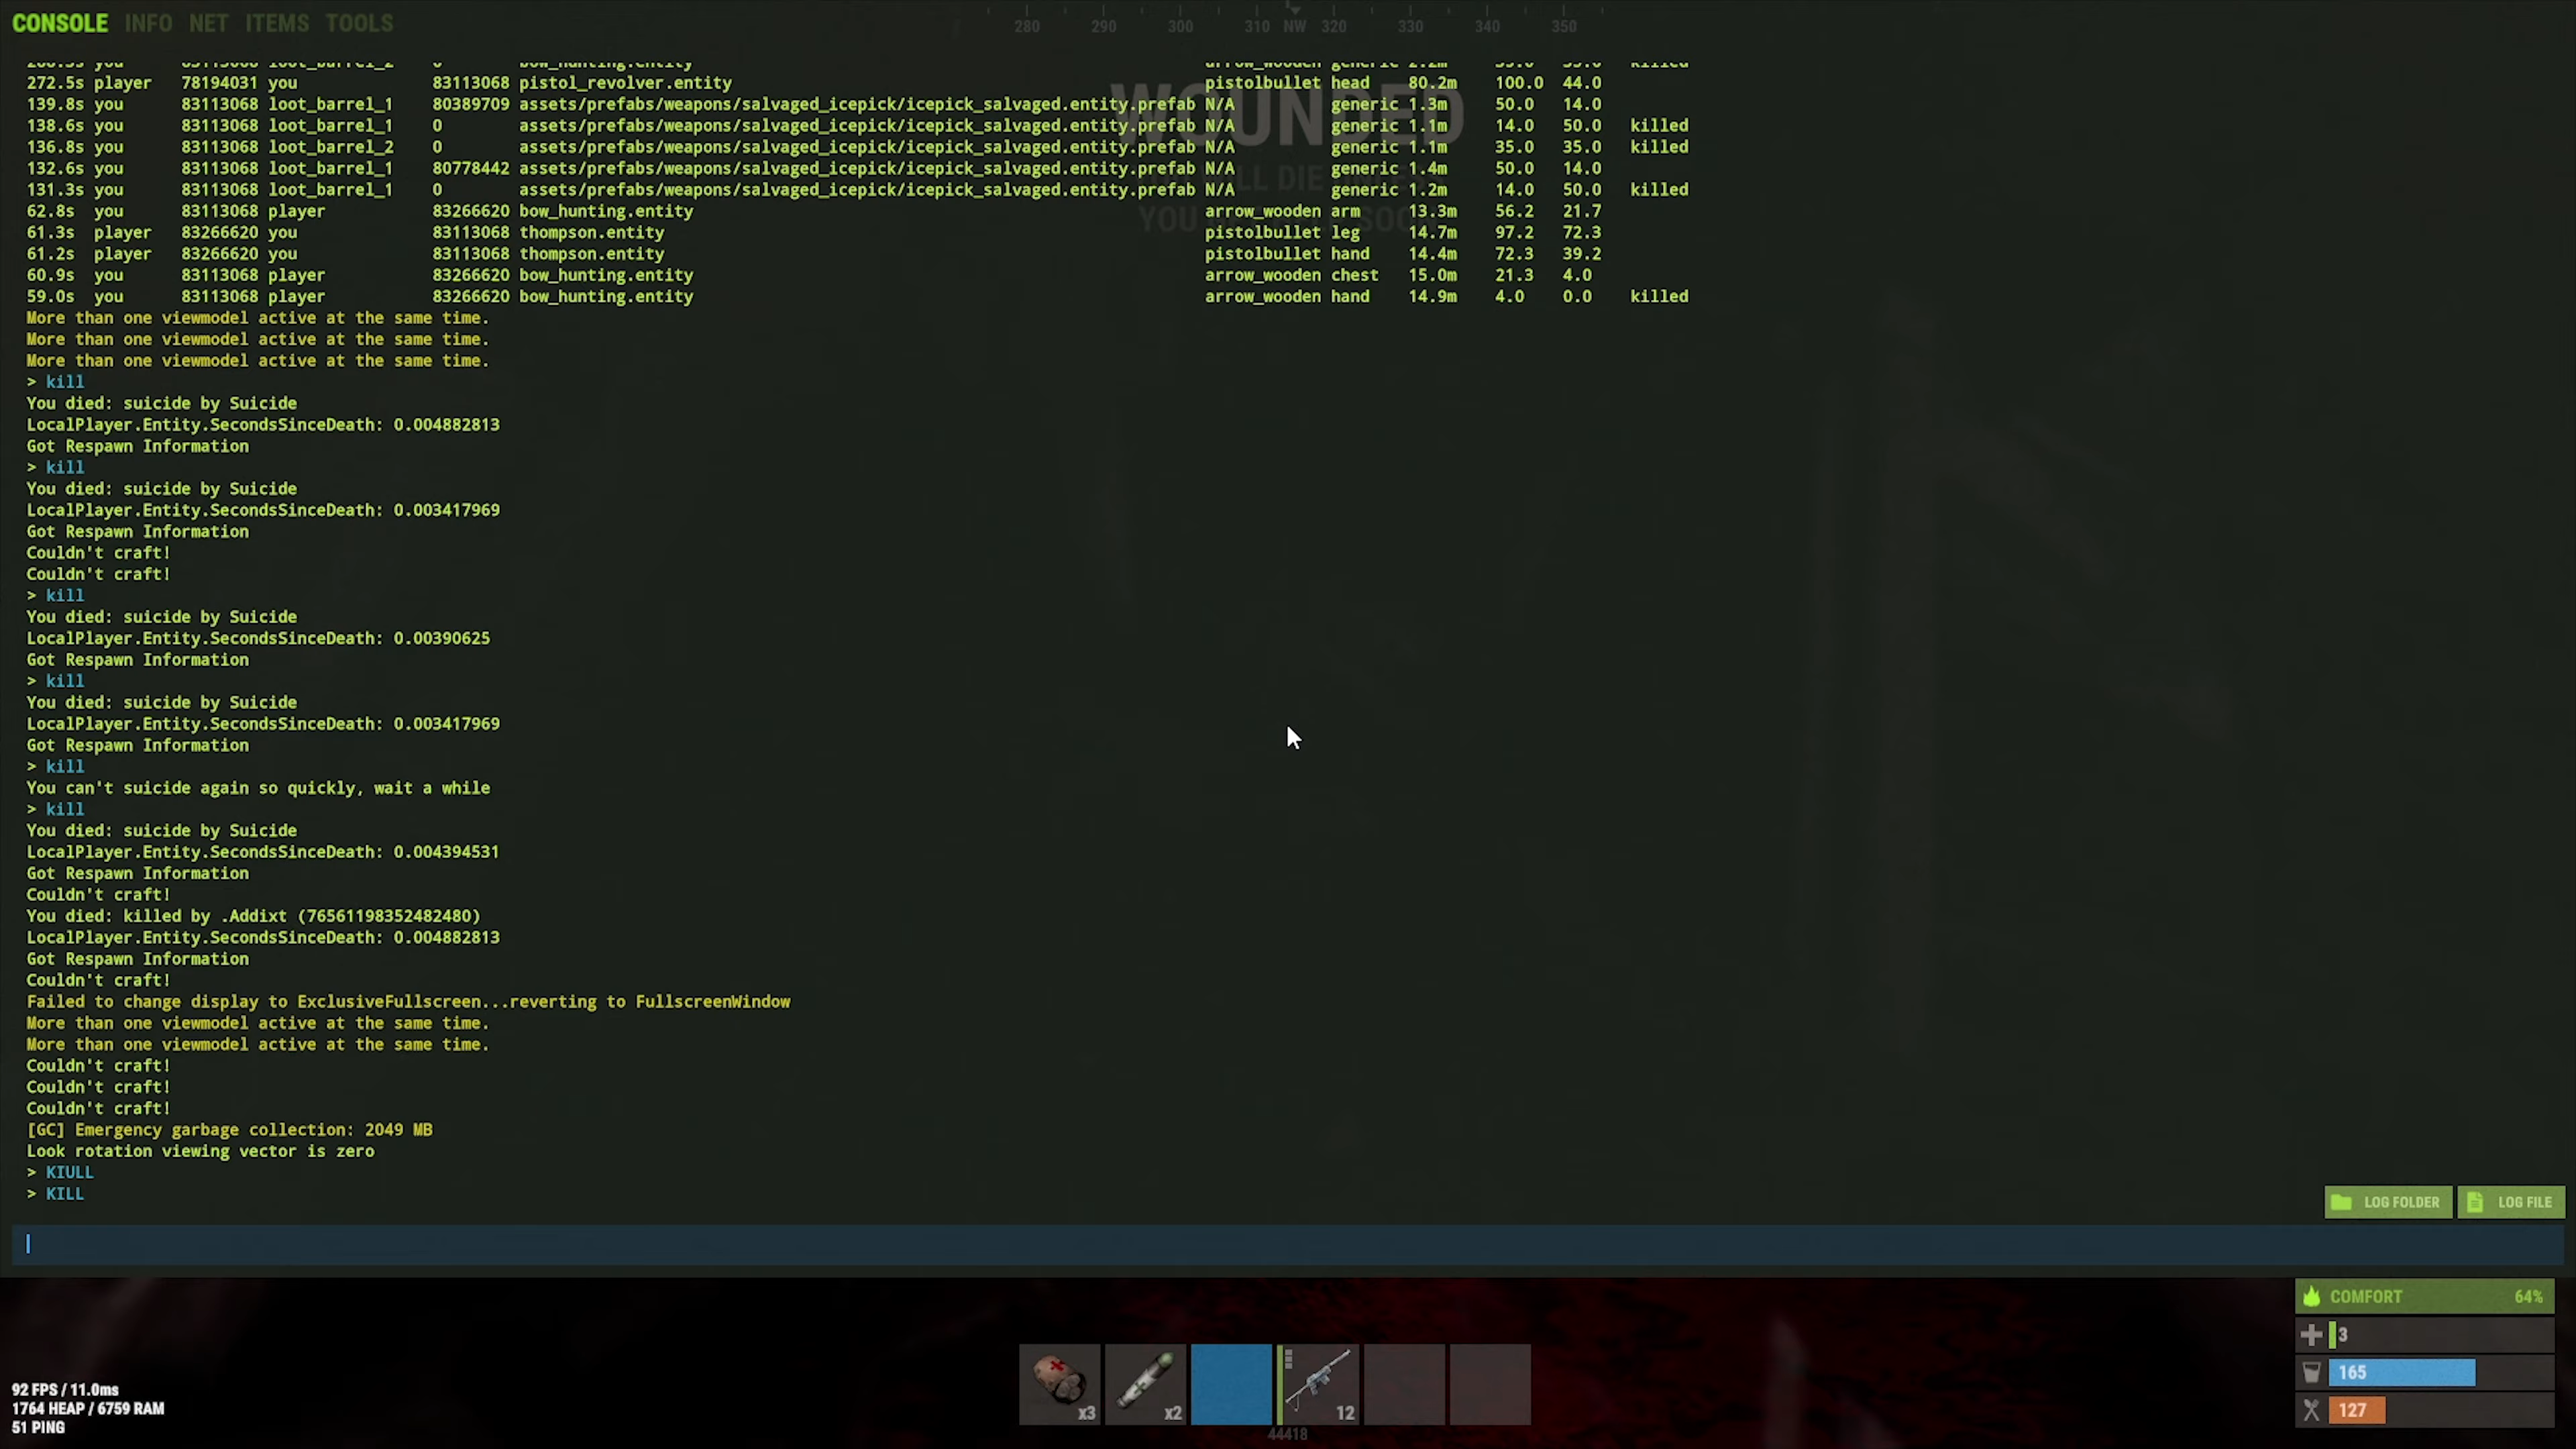 CONSOLE INFO NET ITEMS TOOLS
280 290 300 310 NW 320 330 340 350
you 83113068 loot_barrel_2 0 bow_hunting.entity arrow_wooden generic 2.2m killed
272.5s player 78194031 you 83113068 pistol_revolver.entity pistolbullet head 80.2m 100.0 44.0
139.8s you 83113068 loot_barrel_1 80389709 assets/prefabs/weapons/salvaged_icepick/icepick_salvaged.entity.prefab N/A generic 1.3m 50.0 14.0
WOUNDED
138.6s you 83113068 loot_barrel_1 0 assets/prefabs/weapons/salvaged_icepick/icepick_salvaged.entity.prefab N/A generic 1.1m 14.0 50.0 killed
136.8s you 83113068 loot_barrel_2 0 assets/prefabs/weapons/salvaged_icepick/icepick_salvaged.entity.prefab N/A generic 1.1m 35.0 35.0 killed
132.6s you 83113068 loot_barrel_1 80778442 assets/prefabs/weapons/salvaged_icepick/icepick_salvaged.entity.prefab N/A generic 1.4m 50.0 14.0
131.3s you 83113068 loot_barrel_1 0 assets/prefabs/weapons/salvaged_icepick/icepick_salvaged.entity.prefab N/A generic 1.2m 14.0 50.0 killed
62.8s you 83113068 player 83266620 bow_hunting.entity arrow_wooden arm 13.3m 56.2 21.7
61.3s player 83266620 you 83113068 thompson.entity pistolbullet leg 14.7m 97.2 72.3
61.2s player 83266620 you 83113068 thompson.entity pistolbullet hand 14.4m 72.3 39.2
60.9s you 83113068 player 83266620 bow_hunting.entity arrow_wooden chest 15.0m 21.3 4.0
59.0s you 83113068 player 83266620 bow_hunting.entity arrow_wooden hand 14.9m 4.0 0.0 killed
More than one viewmodel active at the same time.
More than one viewmodel active at the same time.
More than one viewmodel active at the same time.
> kill
You died: suicide by Suicide
LocalPlayer.Entity.SecondsSinceDeath: 0.004882813
Got Respawn Information
> kill
You died: suicide by Suicide
LocalPlayer.Entity.SecondsSinceDeath: 0.003417969
Got Respawn Information
Couldn't craft!
Couldn't craft!
> kill
You died: suicide by Suicide
LocalPlayer.Entity.SecondsSinceDeath: 0.00390625
Got Respawn Information
> kill
You died: suicide by Suicide
LocalPlayer.Entity.SecondsSinceDeath: 0.003417969
Got Respawn Information
> kill
You can't suicide again so quickly, wait a while
> kill
You died: suicide by Suicide
LocalPlayer.Entity.SecondsSinceDeath: 0.004394531
Got Respawn Information
Couldn't craft!
You died: killed by .Addixt (76561198352482480)
LocalPlayer.Entity.SecondsSinceDeath: 0.004882813
Got Respawn Information
Couldn't craft!
Failed to change display to ExclusiveFullscreen...reverting to FullscreenWindow
More than one viewmodel active at the same time.
More than one viewmodel active at the same time.
Couldn't craft!
Couldn't craft!
Couldn't craft!
[GC] Emergency garbage collection: 2049 MB
Look rotation viewing vector is zero
> KIULL
> KILL
LOG FOLDER LOG FILE
COMFORT 64%
3
165
127
x3 x2 12
44418
92 FPS / 11.0ms
1764 HEAP / 6759 RAM
51 PING